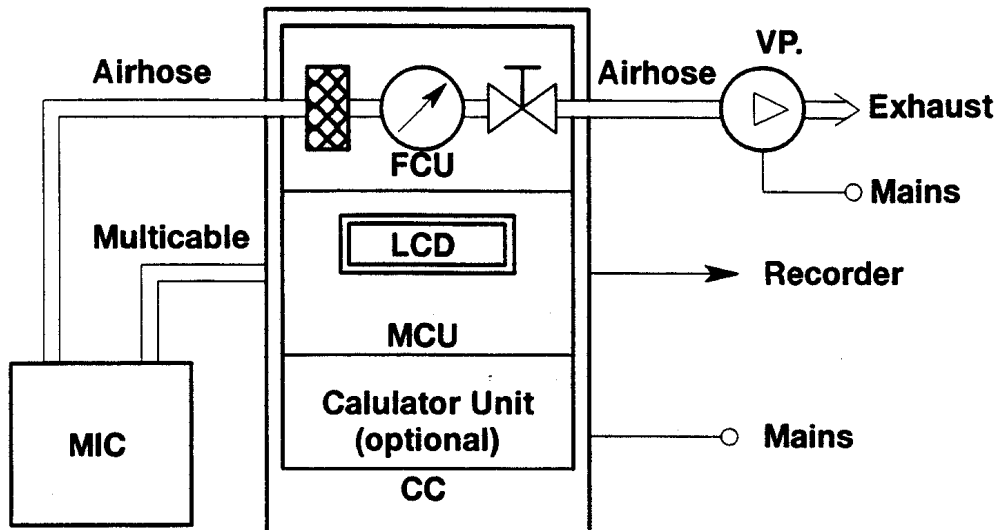 VP.
Airhose
Airhose
Exhaust
FCU
Mains
Multicable
LCD
Recorder
MCU
Calulator Unit
(optional)
MIC
Mains
CC